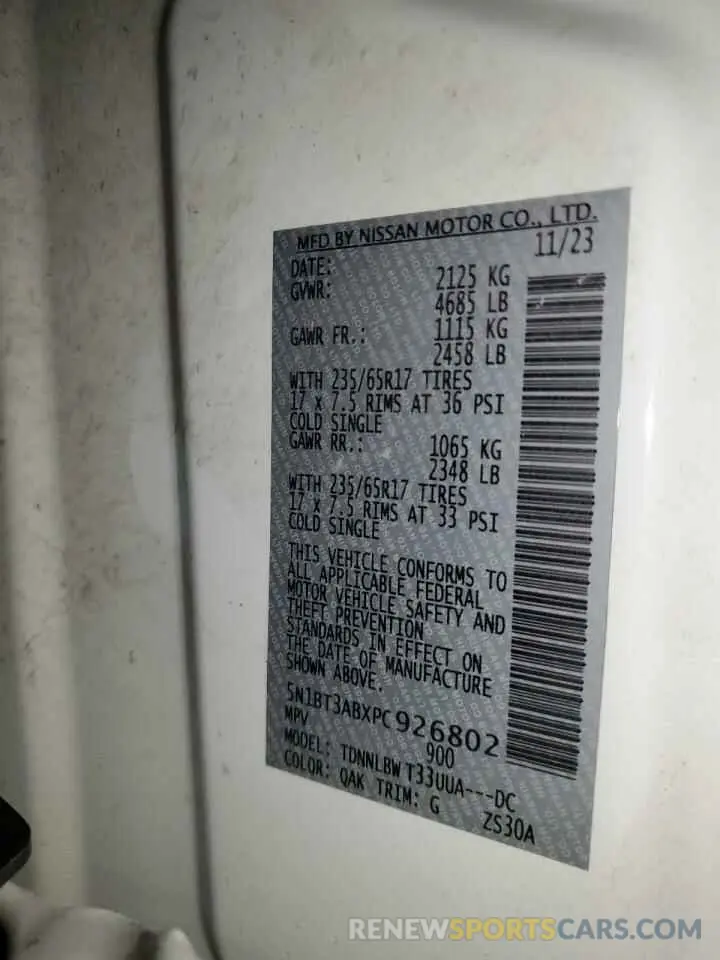 MFD BY NISSAN MOTOR CO., LTD.
DATE: 11/23
GVWR: 2125 KG
4685 LB
GAWR FR.: 1115 KG
2458 LB
WITH 235/65R17 TIRES
17 x 7.5 RIMS AT 36 PSI
COLD SINGLE
GAWR RR.: 1065 KG
2348 LB
WITH 235/65R17 TIRES
17 x 7.5 RIMS AT 33 PSI
COLD SINGLE
THIS VEHICLE CONFORMS TO
ALL APPLICABLE FEDERAL
MOTOR VEHICLE SAFETY AND
THEFT PREVENTION
STANDARDS IN EFFECT ON
THE DATE OF MANUFACTURE
SHOWN ABOVE.
5N1BT3ABXPC926802
MPV 900
MODEL: TDNNLBW T33UUA---DC
COLOR: QAK TRIM: G ZS30A
RENEWSPORTSCARS.COM